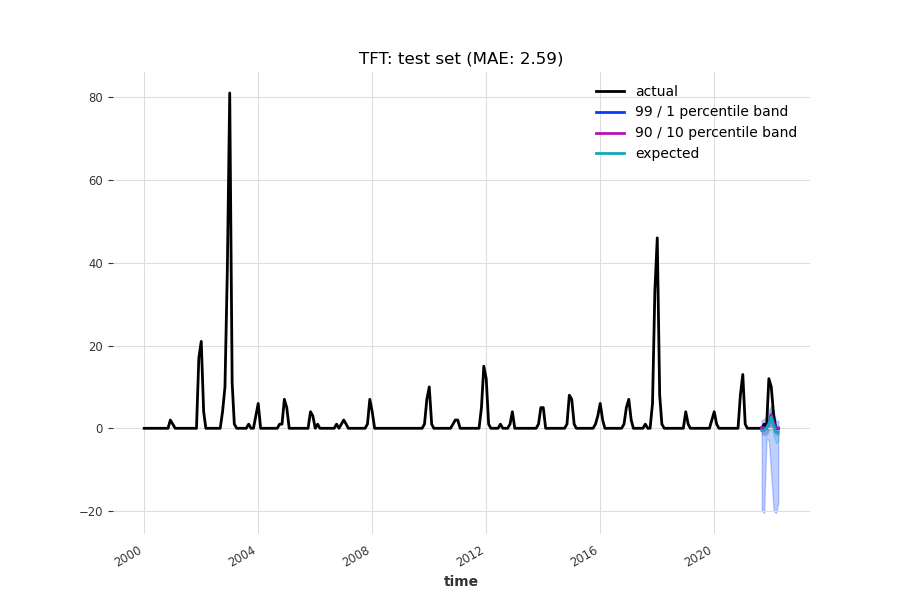 TFT: test set (MAE: 2.59)
actual
99 / 1 percentile band
90 / 10 percentile band
expected
80
60
40
20
0
−20
2000
2004
2008
2012
2016
2020
time